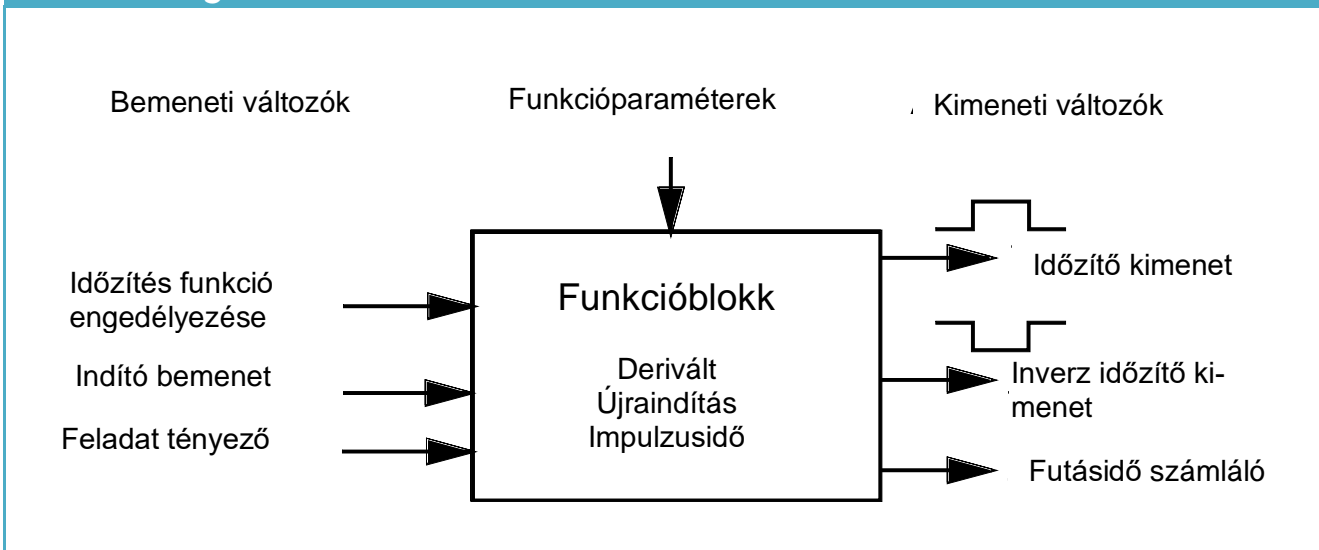 Bemeneti változók
Funkcióparaméterek
Kimeneti változók
Időzítés funkció
engedélyezése
Indító bemenet
Feladat tényező
Funkcióblokk
Derivált
Újraindítás
Impulzusidő
Időzítő kimenet
Inverz időzítő ki-
menet
Futásidő számláló